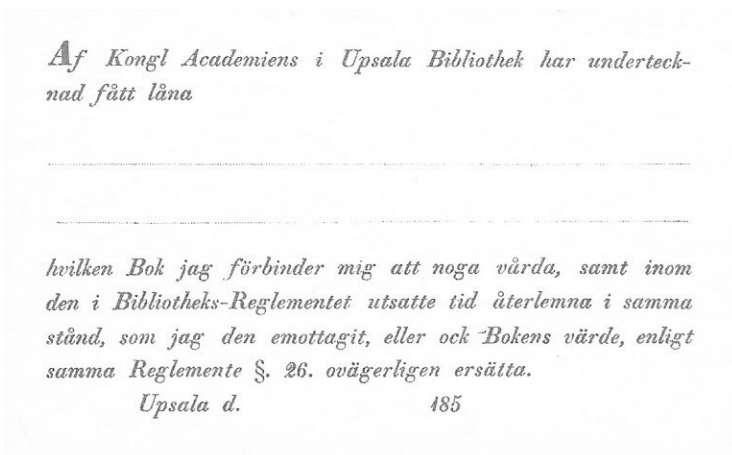 Af Kongl Academiens i Upsala Bibliothek har underteck-
nad fått låna
hvilken Bok jag förbinder mig att noga vårda, samt inom
den i Bibliotheks-Reglementet utsatte tid återlemna i samma
stånd, som jag den emottagit, eller ock Bokens värde, enligt
samma Reglemente §. 26. ovägerligen ersätta.
Upsala d. 185